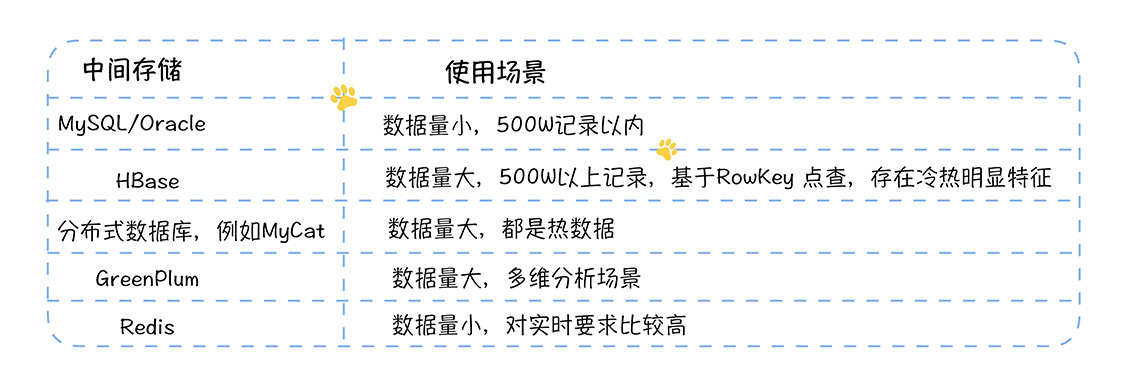 中间存储
使用场景
MySQL/Oracle
数据量小，500W记录以内
HBase
数据量大，500W以上记录，基于RowKey 点查，存在冷热明显特征
分布式数据库，例如MyCat
数据量大，都是热数据
GreenPlum
数据量大，多维分析场景
Redis
数据量小，对实时要求比较高